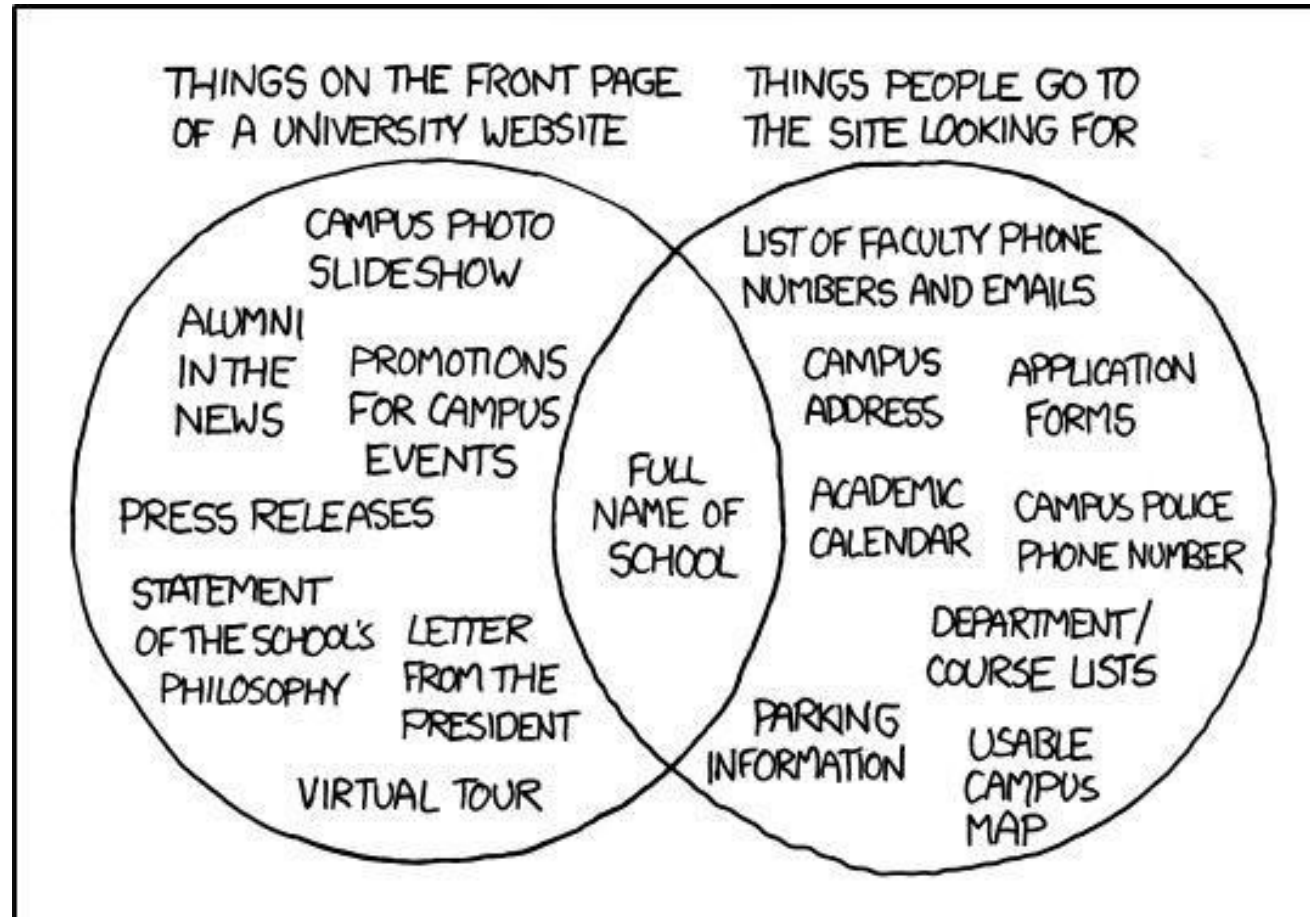 THINGS ON THE FRONT PAGE
OF A UNIVERSITY WEBSITE
THINGS PEOPLE GO TO
THE SITE LOOKING FOR
CAMPUS PHOTO
SLIDESHOW
ALUMNI
IN THE
NEWS
PROMOTIONS
FOR CAMPUS
EVENTS
PRESS RELEASES
STATEMENT
OF THE SCHOOL'S
PHILOSOPHY
LETTER
FROM THE
PRESIDENT
VIRTUAL TOUR
FULL
NAME OF
SCHOOL
LIST OF FACULTY PHONE
NUMBERS AND EMAILS
CAMPUS
ADDRESS
APPLICATION
FORMS
ACADEMIC
CALENDAR
CAMPUS POLICE
PHONE NUMBER
DEPARTMENT/
COURSE LISTS
PARKING
INFORMATION
USABLE
CAMPUS
MAP